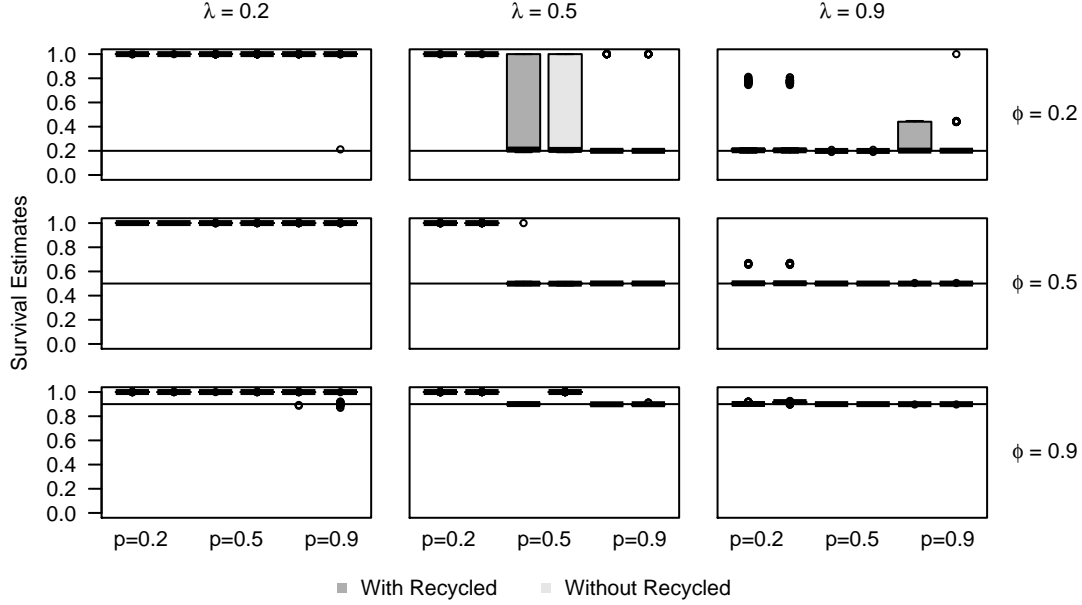 λ = 0.2 λ = 0.5 λ = 0.9
1.0
0.8
0.6
0.4
0.2
0.0
ϕ = 0.2
Survival Estimates
1.0
0.8
0.6
0.4
0.2
0.0
ϕ = 0.5
1.0
0.8
0.6
0.4
0.2
0.0
ϕ = 0.9
p=0.2 p=0.5 p=0.9 p=0.2 p=0.5 p=0.9 p=0.2 p=0.5 p=0.9
With Recycled Without Recycled